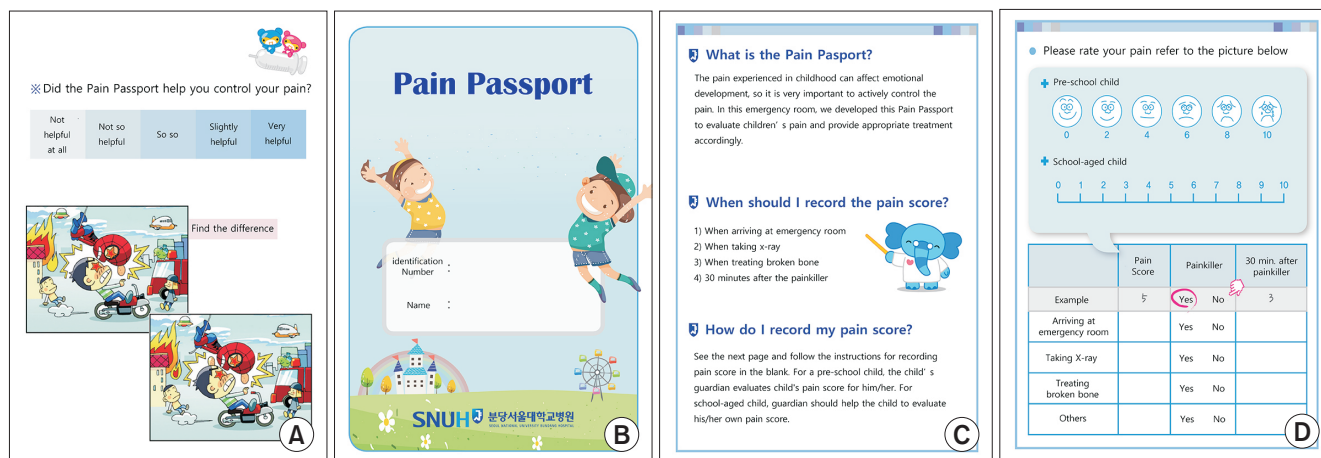 ※ Did the Pain Passport help you control your pain?
Not helpful at all
Not so helpful
So so
Slightly helpful
Very helpful
Find the difference
A
Pain Passport
identification Number :
Name :
SNUH 분당서울대학교병원
SEOUL NATIONAL UNIVERSITY BUNDANG HOSPITAL
B
What is the Pain Pasport?
The pain experienced in childhood can affect emotional
development, so it is very important to actively control the
pain. In this emergency room, we developed this Pain Passport
to evaluate children' s pain and provide appropriate treatment
accordingly.
When should I record the pain score?
1) When arriving at emergency room
2) When taking x-ray
3) When treating broken bone
4) 30 minutes after the painkiller
How do I record my pain score?
See the next page and follow the instructions for recording
pain score in the blank. For a pre-school child, the child' s
guardian evaluates child's pain score for him/her. For
school-aged child, guardian should help the child to evaluate
his/her own pain score.
C
Please rate your pain refer to the picture below
Pre-school child
0 2 4 6 8 10
School-aged child
0 1 2 3 4 5 6 7 8 9 10
Pain Score Painkiller 30 min. after painkiller
Example 5 Yes No 3
Arriving at emergency room Yes No
Taking X-ray Yes No
Treating broken bone Yes No
Others Yes No
D